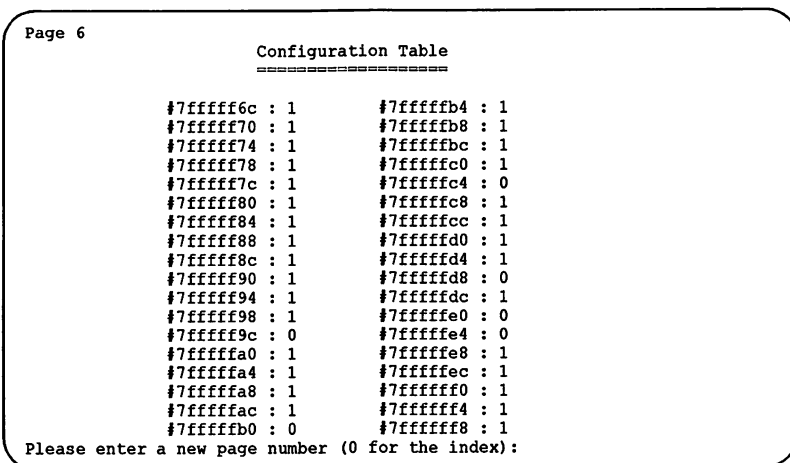 Page 6
Configuration Table
===================
#7fffff6c : 1 #7fffffb4 : 1
#7fffff70 : 1 #7fffffb8 : 1
#7fffff74 : 1 #7fffffbc : 1
#7fffff78 : 1 #7fffffc0 : 1
#7fffff7c : 1 #7fffffc4 : 0
#7fffff80 : 1 #7fffffc8 : 1
#7fffff84 : 1 #7fffffcc : 1
#7fffff88 : 1 #7fffffd0 : 1
#7fffff8c : 1 #7fffffd4 : 1
#7fffff90 : 1 #7fffffd8 : 0
#7fffff94 : 1 #7fffffdc : 1
#7fffff98 : 1 #7fffffe0 : 0
#7fffff9c : 0 #7fffffe4 : 0
#7fffffa0 : 1 #7fffffe8 : 1
#7fffffa4 : 1 #7fffffec : 1
#7fffffa8 : 1 #7ffffff0 : 1
#7fffffac : 1 #7ffffff4 : 1
#7fffffb0 : 0 #7ffffff8 : 1
Please enter a new page number (0 for the index):